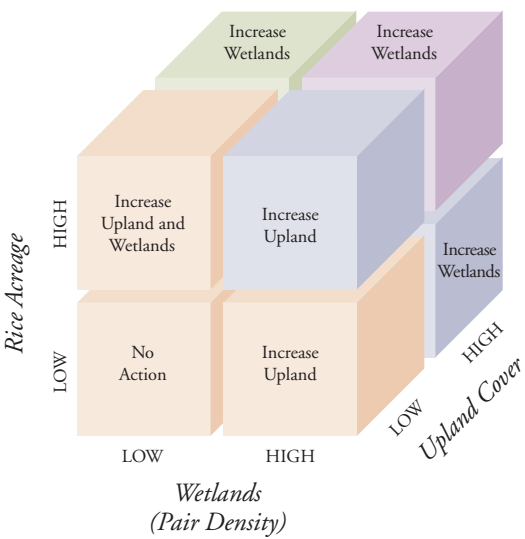 Increase
Wetlands
Increase
Wetlands
Increase
Upland and
Wetlands
Increase
Upland
Increase
Wetlands
No
Action
Increase
Upland
HIGH
LOW
Rice Acreage
LOW
HIGH
Wetlands
(Pair Density)
LOW
HIGH
Upland Cover